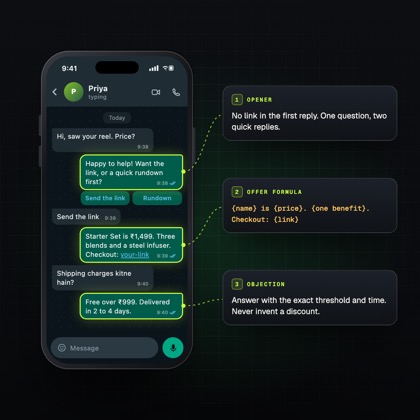 9:41
P
Priya
typing
Today
Hi, saw your reel. Price?
9:38
Happy to help! Want the
link, or a quick rundown
first?
9:38
Send the link
Rundown
Send the link
9:39
Starter Set is ₹1,499. Three
blends and a steel infuser.
Checkout: your-link
9:39
Shipping charges kitne
hain?
9:40
Free over ₹999. Delivered
in 2 to 4 days.
9:40
Message
1 OPENER
No link in the first reply. One question, two
quick replies.
2 OFFER FORMULA
{name} is {price}. {one benefit}.
Checkout: {link}
3 OBJECTION
Answer with the exact threshold and time.
Never invent a discount.